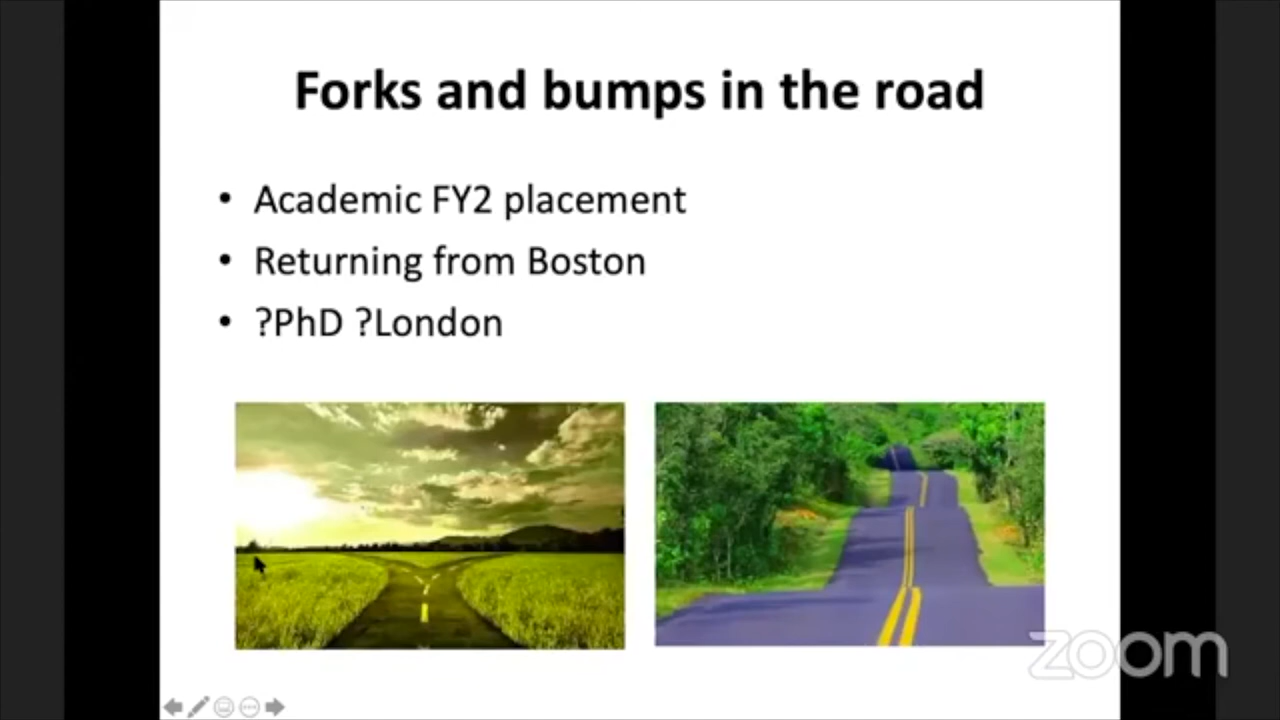 Forks and bumps in the road
• Academic FY2 placement
• Returning from Boston
• ?PhD ?London
zoom